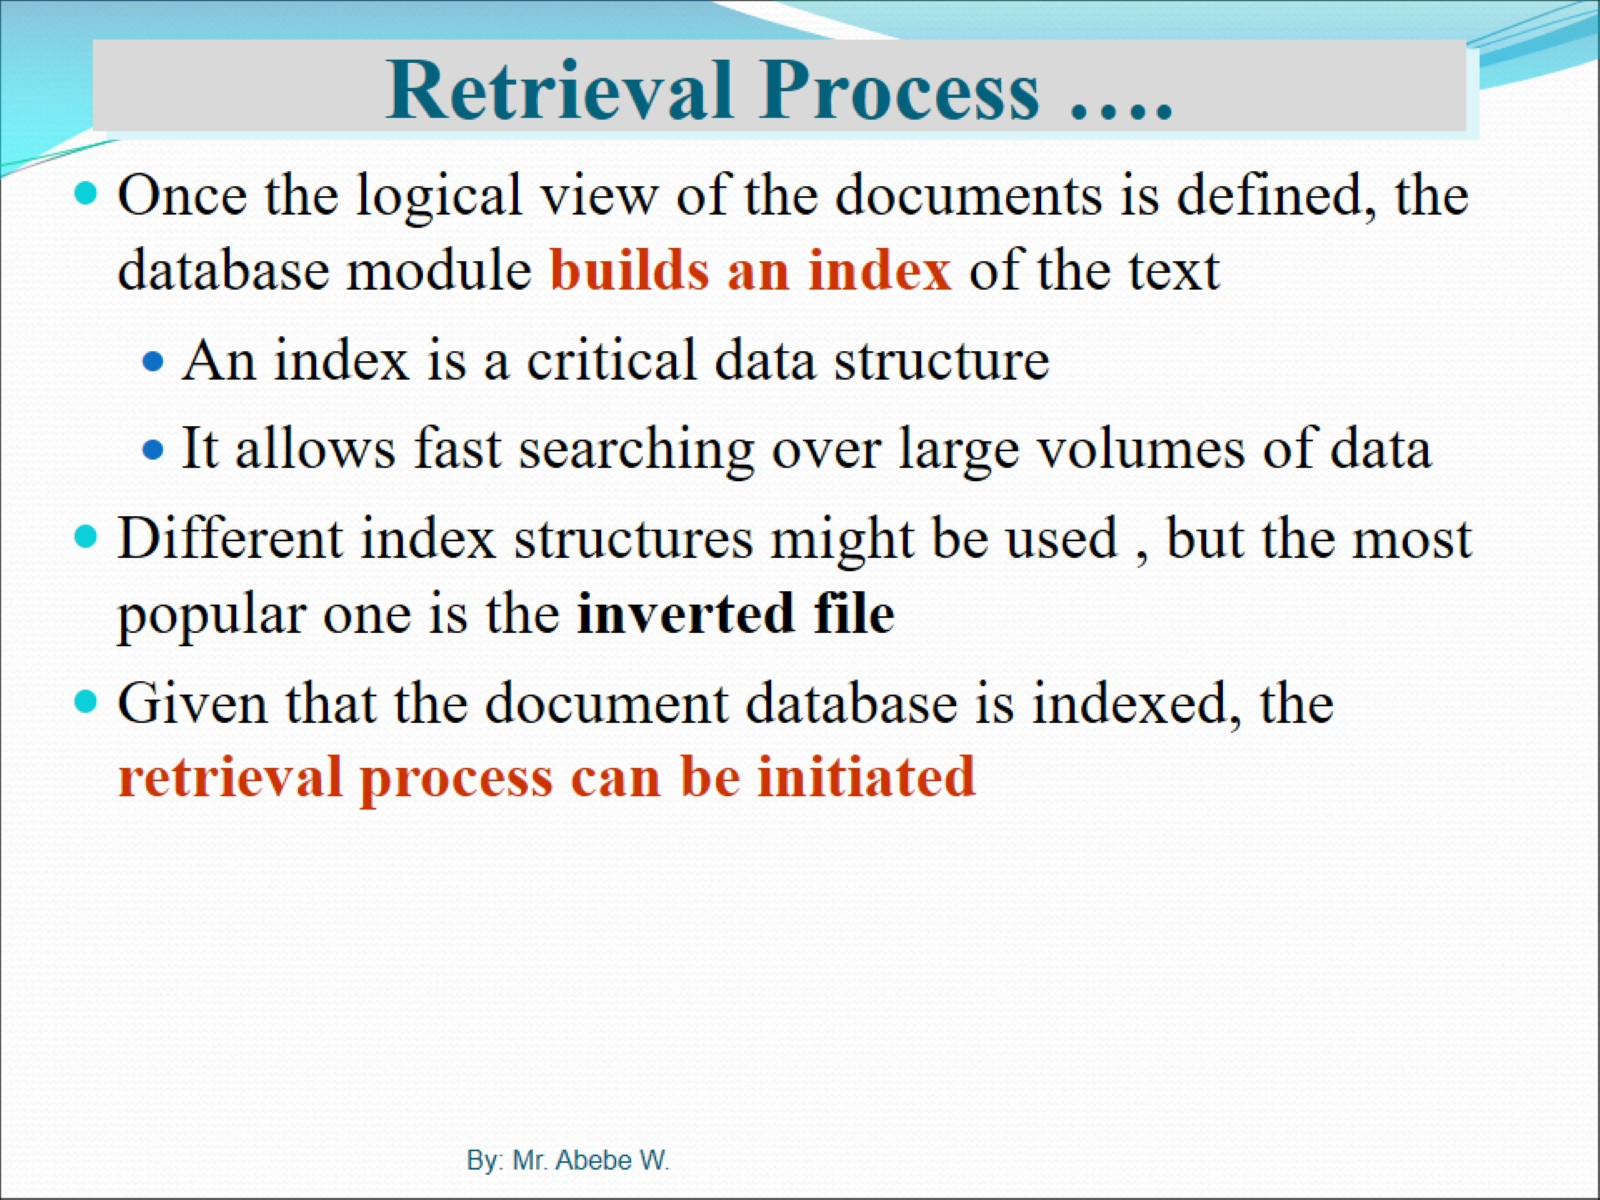 Retrieval Process ….
• Once the logical view of the documents is defined, the
database module builds an index of the text
• An index is a critical data structure
• It allows fast searching over large volumes of data
• Different index structures might be used , but the most
popular one is the inverted file
• Given that the document database is indexed, the
retrieval process can be initiated
By: Mr. Abebe W.